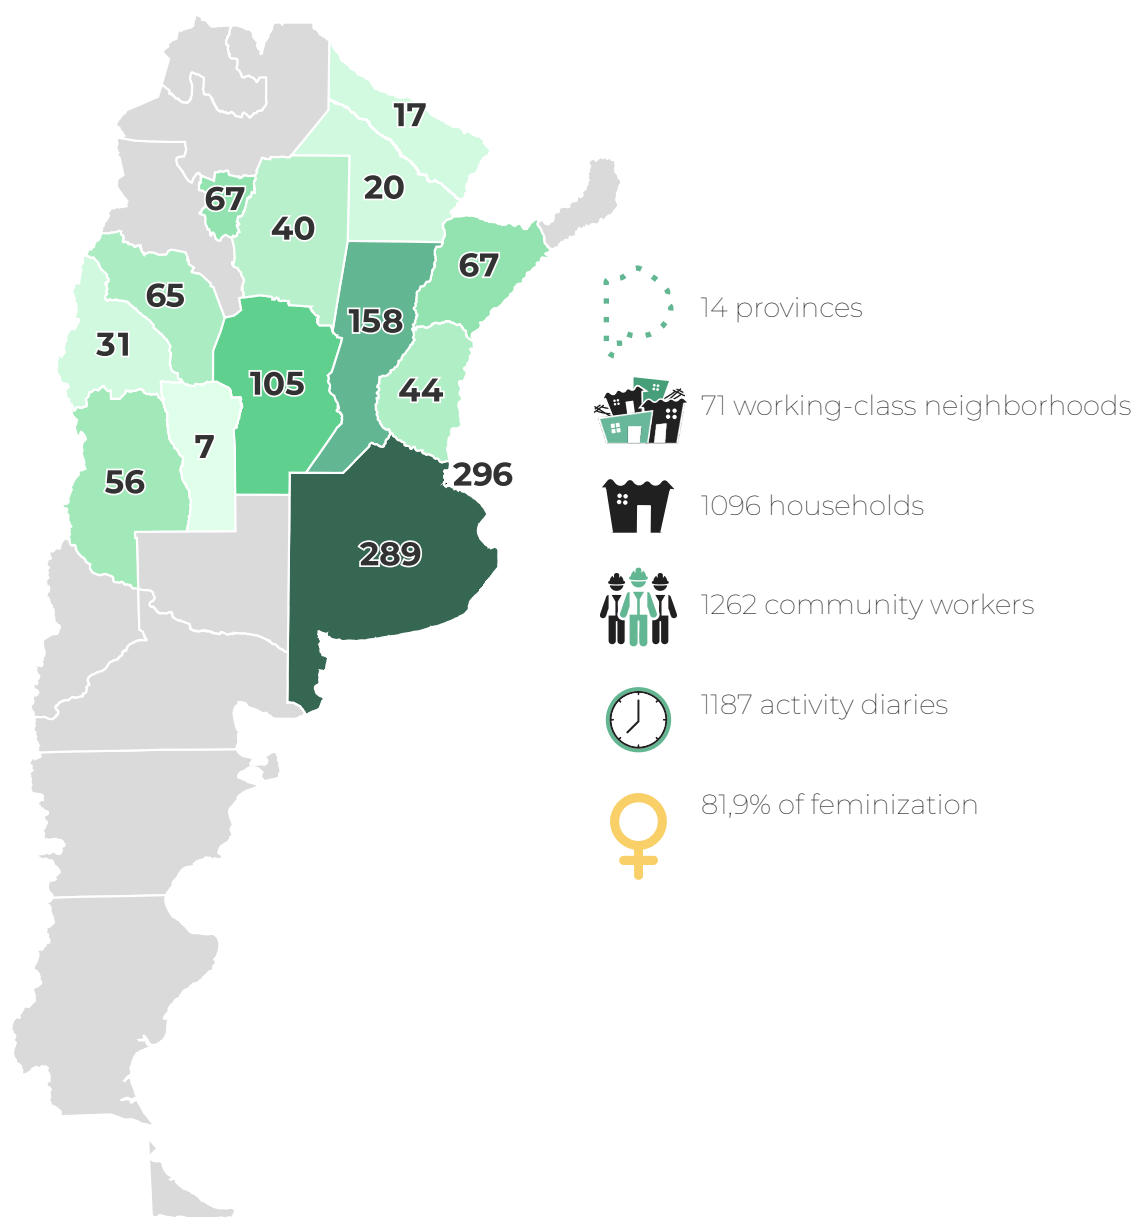 17
20
67
40
67
65
158
31
105
44
7
56
296
289
14 provinces
71 working-class neighborhoods
1096 households
1262 community workers
1187 activity diaries
81,9% of feminization